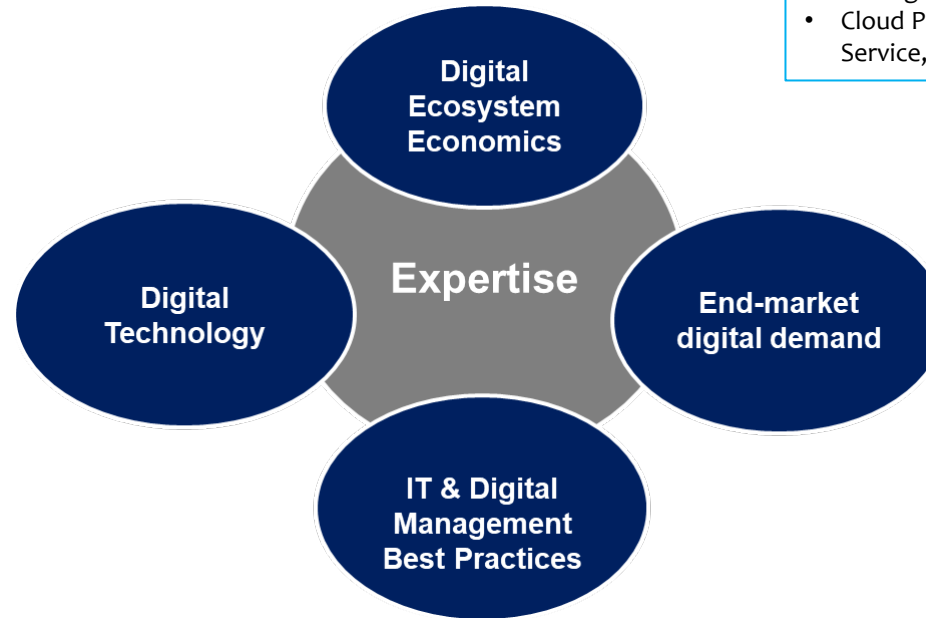 • Cloud P
Service,
Digital
Ecosystem
Economics
Expertise
Digital
Technology
End-market
digital demand
IT & Digital
Management
Best Practices